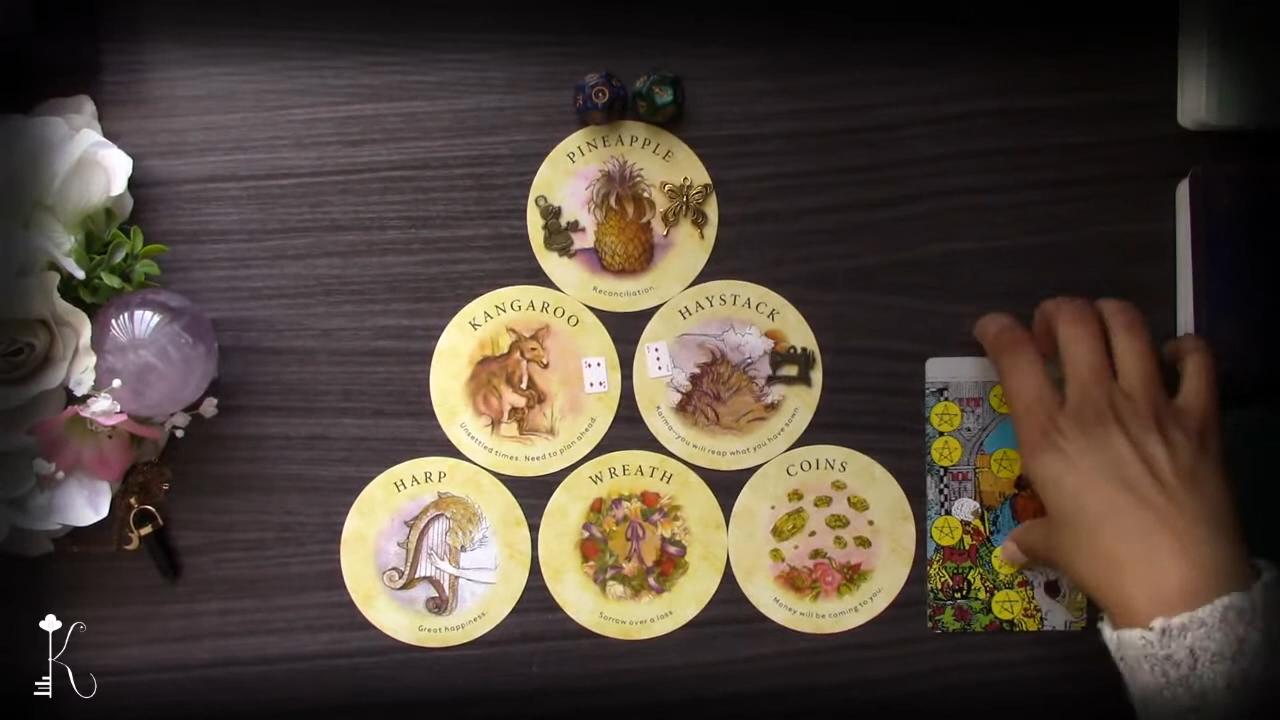 PINEAPPLE
Reconciliation.
KANGAROO
Unsettled times. Need to plan ahead.
HAYSTACK
Karma—you will reap what you have sown.
HARP
Great happiness.
WREATH
Sorrow over a loss.
COINS
Money will be coming to you.
K